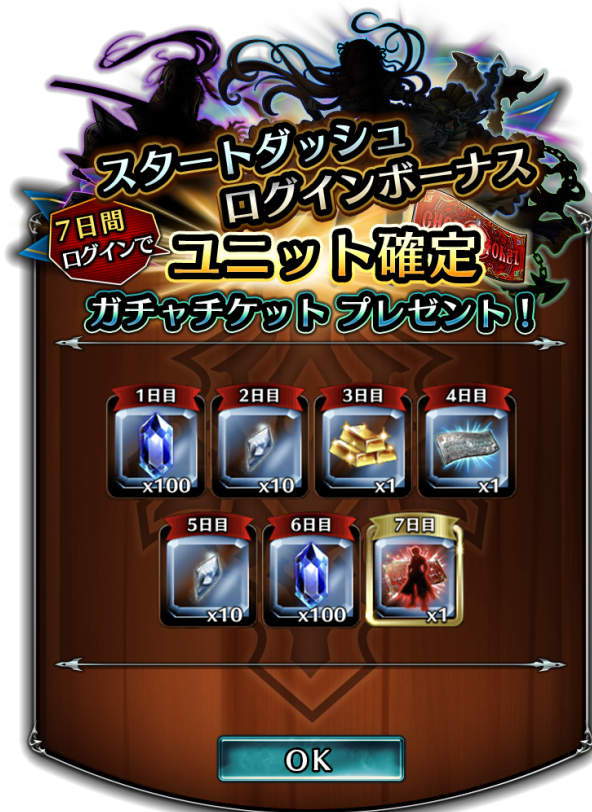 スタートダッシュ
ログインボーナス
7日間
ログインで
ユニット確定
ガチャチケット プレゼント!
1日目 2日目 3日目 4日目
x100 x10 x1 x1
5日目 6日目 7日目
x10 x100 x1
OK